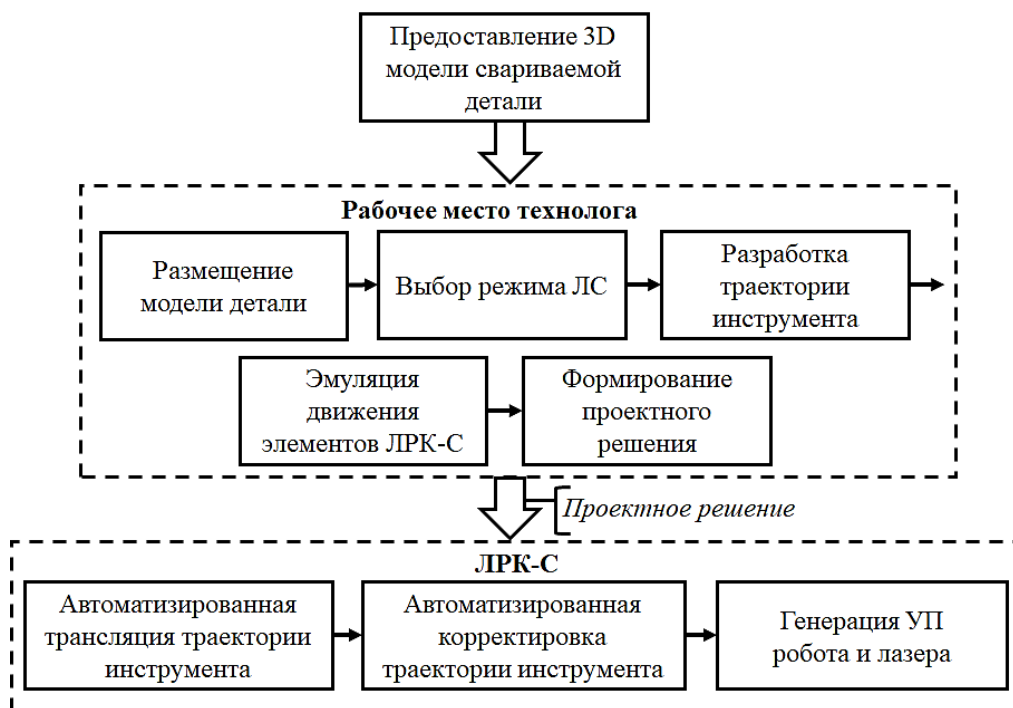 Предоставление 3D
модели свариваемой
детали
Рабочее место технолога
Размещение
модели детали
Выбор режима ЛС
Разработка
траектории
инструмента
Эмуляция
движения
элементов ЛРК-С
Формирование
проектного
решения
Проектное решение
ЛРК-С
Автоматизированная
трансляция траектории
инструмента
Автоматизированная
корректировка
траектории инструмента
Генерация УП
робота и лазера